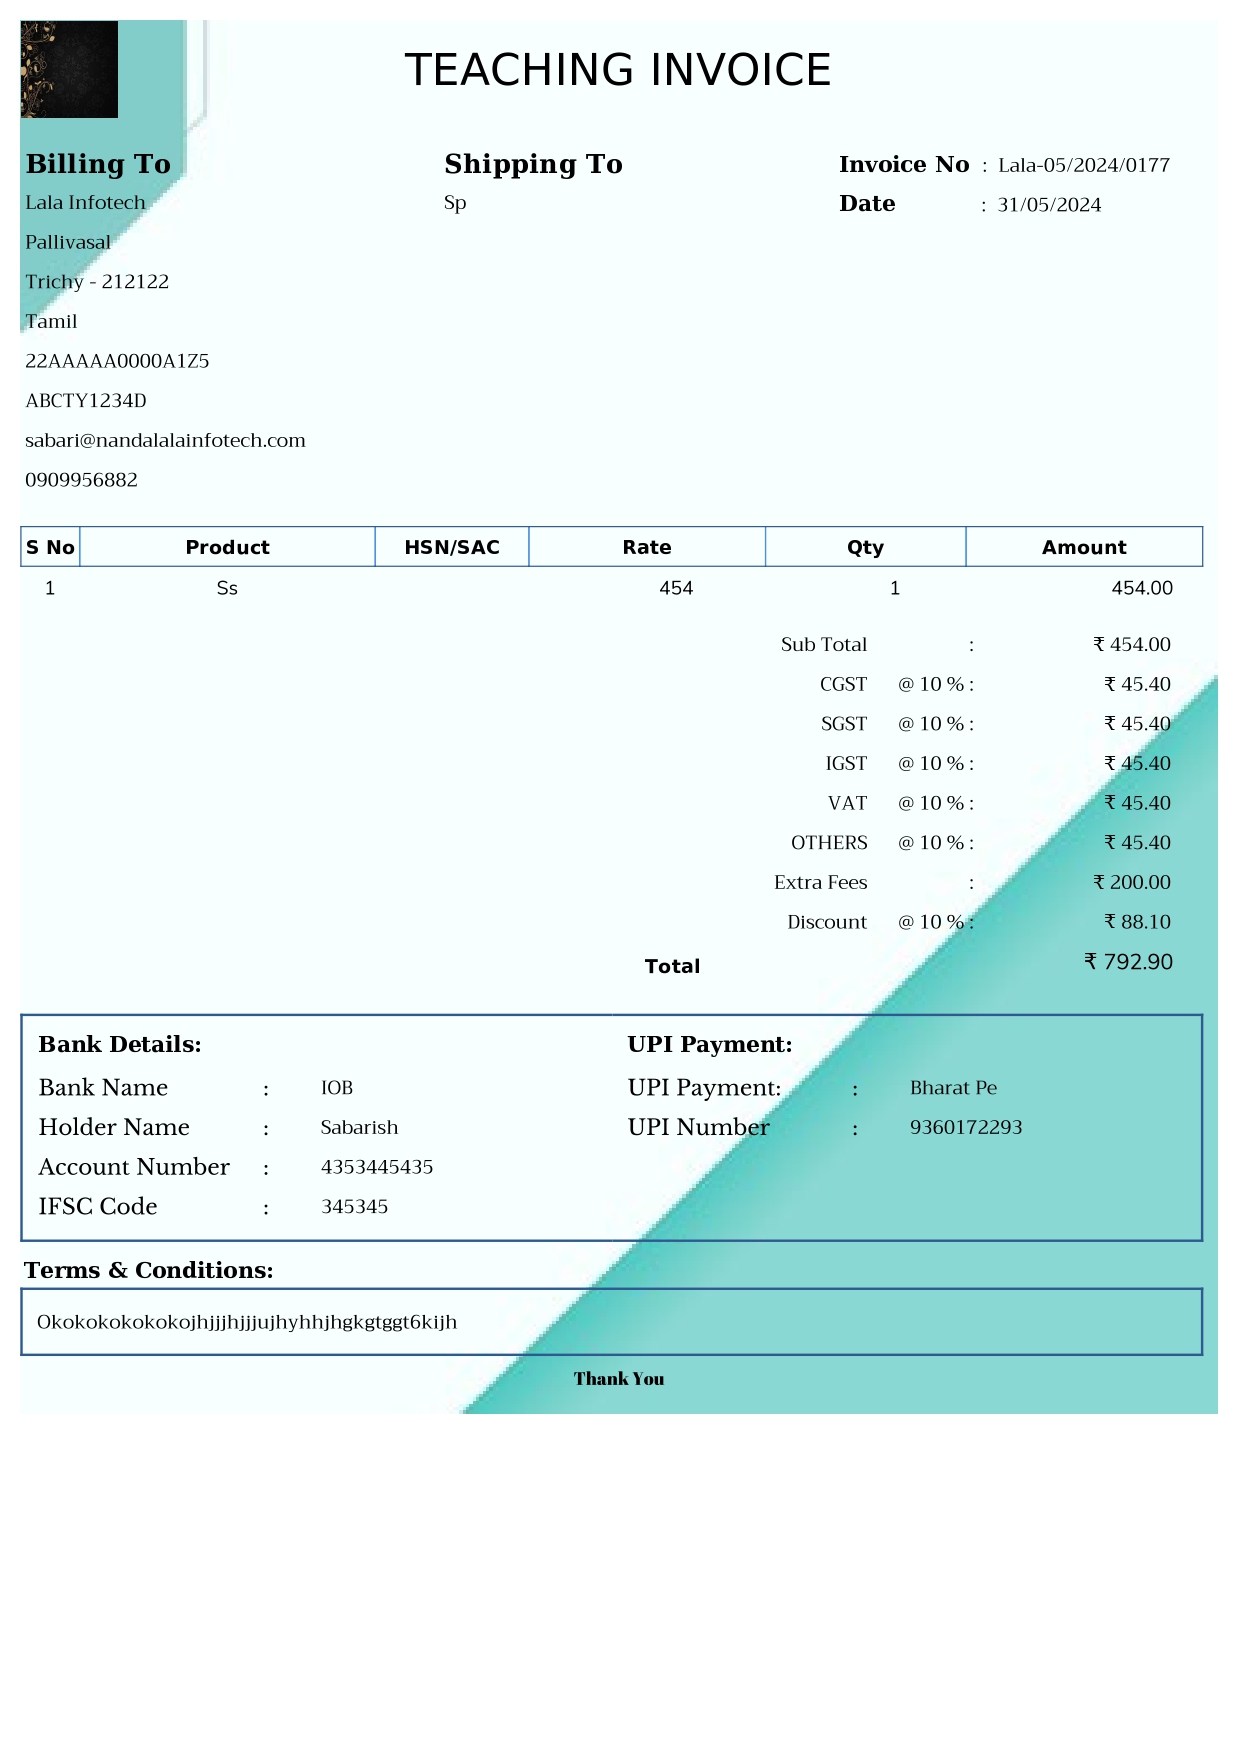 TEACHING INVOICE
Billing To
Lala Infotech
Pallivasal
Trichy - 212122
Tamil
22AAAAA0000A1Z5
ABCTY1234D
sabari@nandalalainfotech.com
0909956882
Shipping To
Sp
Invoice No : Lala-05/2024/0177
Date : 31/05/2024
S No Product HSN/SAC Rate Qty Amount
1 Ss 454 1 454.00
Sub Total : ₹ 454.00
CGST @ 10 % : ₹ 45.40
SGST @ 10 % : ₹ 45.40
IGST @ 10 % : ₹ 45.40
VAT @ 10 % : ₹ 45.40
OTHERS @ 10 % : ₹ 45.40
Extra Fees : ₹ 200.00
Discount @ 10 % : ₹ 88.10
Total ₹ 792.90
Bank Details:
Bank Name : IOB
Holder Name : Sabarish
Account Number : 4353445435
IFSC Code : 345345
UPI Payment:
UPI Payment: : Bharat Pe
UPI Number : 9360172293
Terms & Conditions:
Okokokokokokojhjjjhjjjujhyhhjhgkgtggt6kijh
Thank You